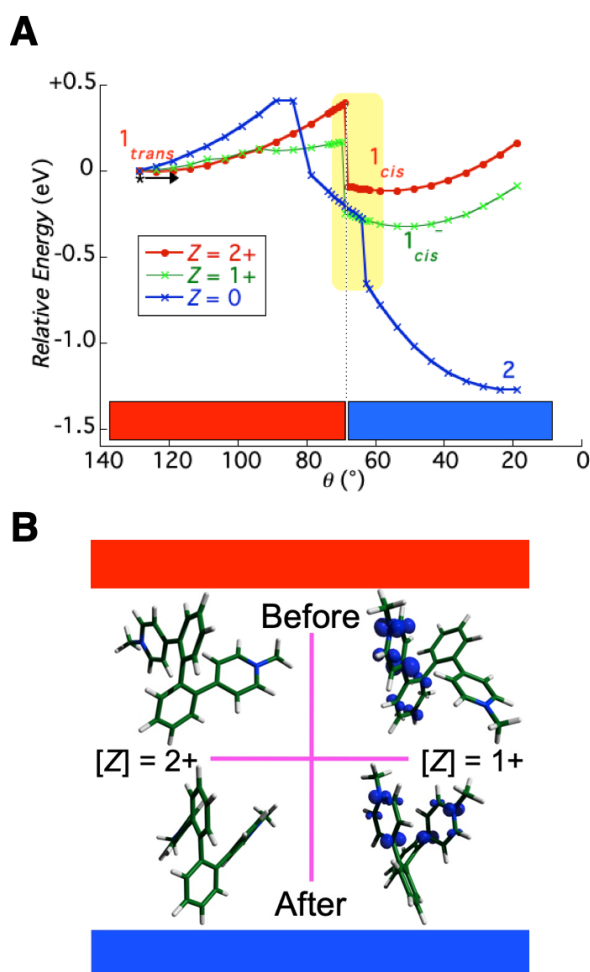 A
+0.5
0
-0.5
-1.0
-1.5
Relative Energy (eV)
1trans
1cis
1cis-
2
Z = 2+
Z = 1+
Z = 0
140 120 100 80 60 40 20 0
θ (°)
B
Before
[Z] = 2+ [Z] = 1+
After